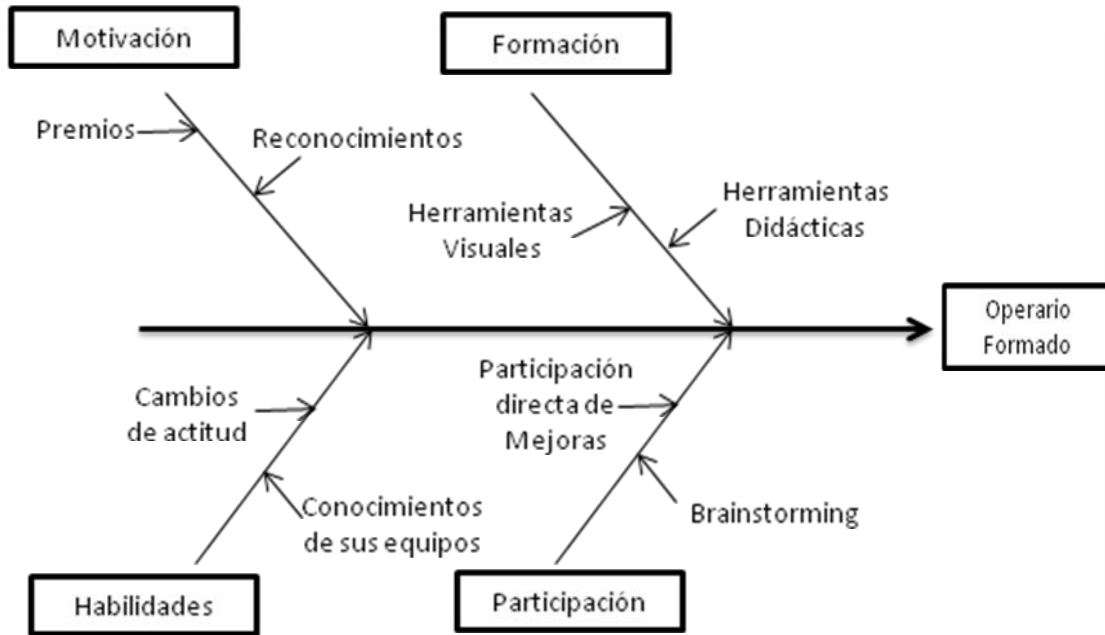 Motivación
Formación
Premios
Reconocimientos
Herramientas
Visuales
Herramientas
Didácticas
Operario
Formado
Cambios
de actitud
Participación
directa de
Mejoras
Conocimientos
de sus equipos
Brainstorming
Habilidades
Participación